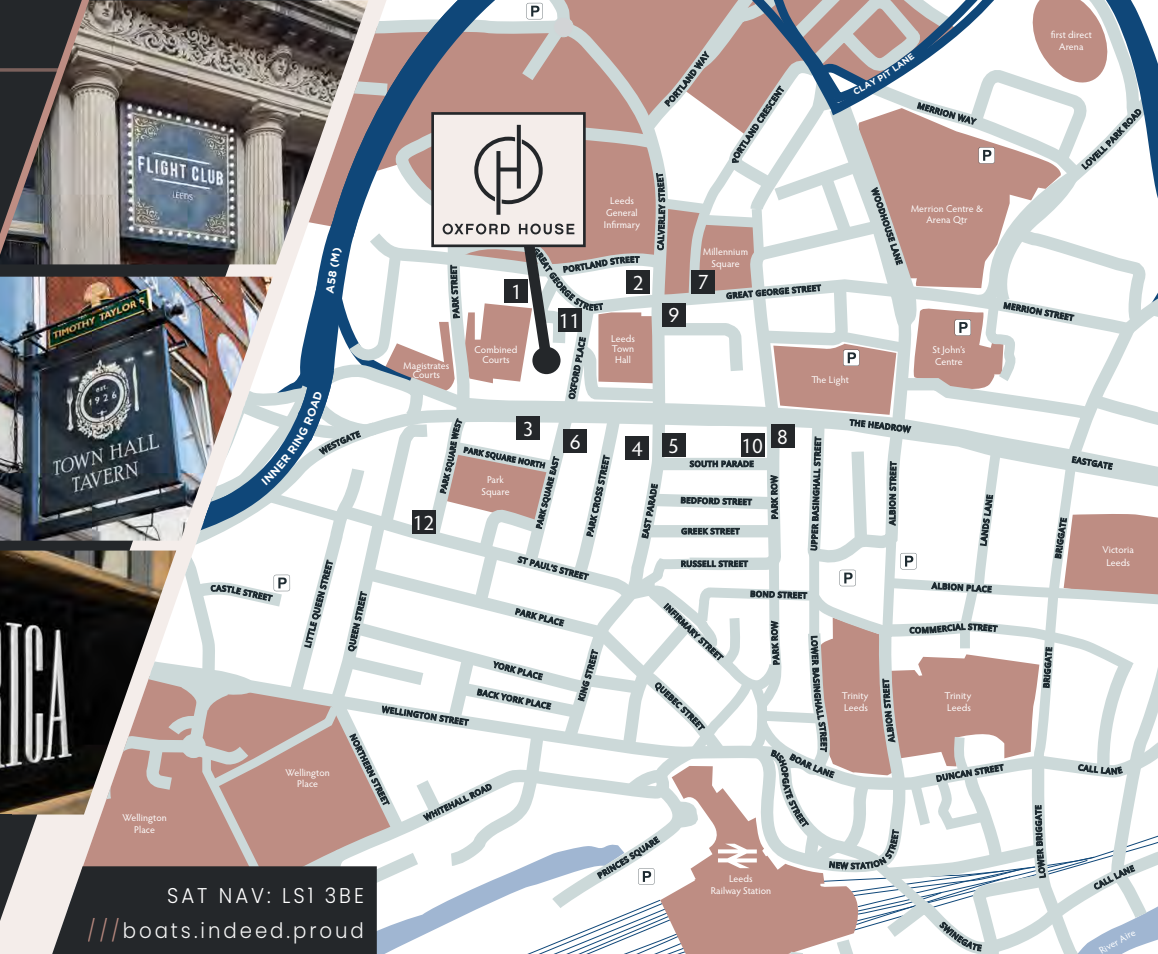 FLIGHT CLUB
LEEDS
TIMOTHY TAYLOR'S
est.
1926
TOWN HALL
TAVERN
RICA
SAT NAV: LS1 3BE
///boats.indeed.proud
OXFORD HOUSE
P
first direct
Arena
PORTLAND WAY
CLAY PIT LANE
PORTLAND CRESCENT
MERRION WAY
LOVELL PARK ROAD
P
Leeds
General
Infirmary
CALVERLEY STREET
WOODHOUSE LANE
Merrion Centre &
Arena Qtr
Millennium
Square
A58 (M)
GREAT GEORGE STREET
PORTLAND STREET
PARK STREET
1
2
7
GREAT GEORGE STREET
MERRION STREET
11
9
P
Combined
Courts
Magistrates
Courts
OXFORD PLACE
Leeds
Town
Hall
The Light
P
St John's
Centre
INNER RING ROAD
WESTGATE
PARK SQUARE WEST
3
6
4
5
10
8
THE HEADROW
EASTGATE
PARK SQUARE NORTH
SOUTH PARADE
Park
Square
PARK SQUARE EAST
PARK CROSS STREET
EAST PARADE
BEDFORD STREET
PARK ROW
UPPER BASINGHALL STREET
ALBION STREET
LANDS LANE
BRIGGATE
12
GREEK STREET
Victoria
Leeds
ST PAUL'S STREET
RUSSELL STREET
P
P
P
CASTLE STREET
LITTLE QUEEN STREET
QUEEN STREET
BOND STREET
ALBION PLACE
PARK PLACE
INFIRMARY STREET
PARK ROW
LOWER BASINGHALL STREET
COMMERCIAL STREET
BRIGGATE
YORK PLACE
KING STREET
BACK YORK PLACE
QUEBEC STREET
Trinity
Leeds
ALBION STREET
Trinity
Leeds
WELLINGTON STREET
NORTHERN STREET
Wellington
Place
Wellington
Place
WHITEHALL ROAD
BISHOPGATE STREET
BOAR LANE
DUNCAN STREET
CALL LANE
PRINCES SQUARE
P
NEW STATION STREET
LOWER BRIGGATE
CALL LANE
Leeds
Railway Station
SWINEGATE
River Aire